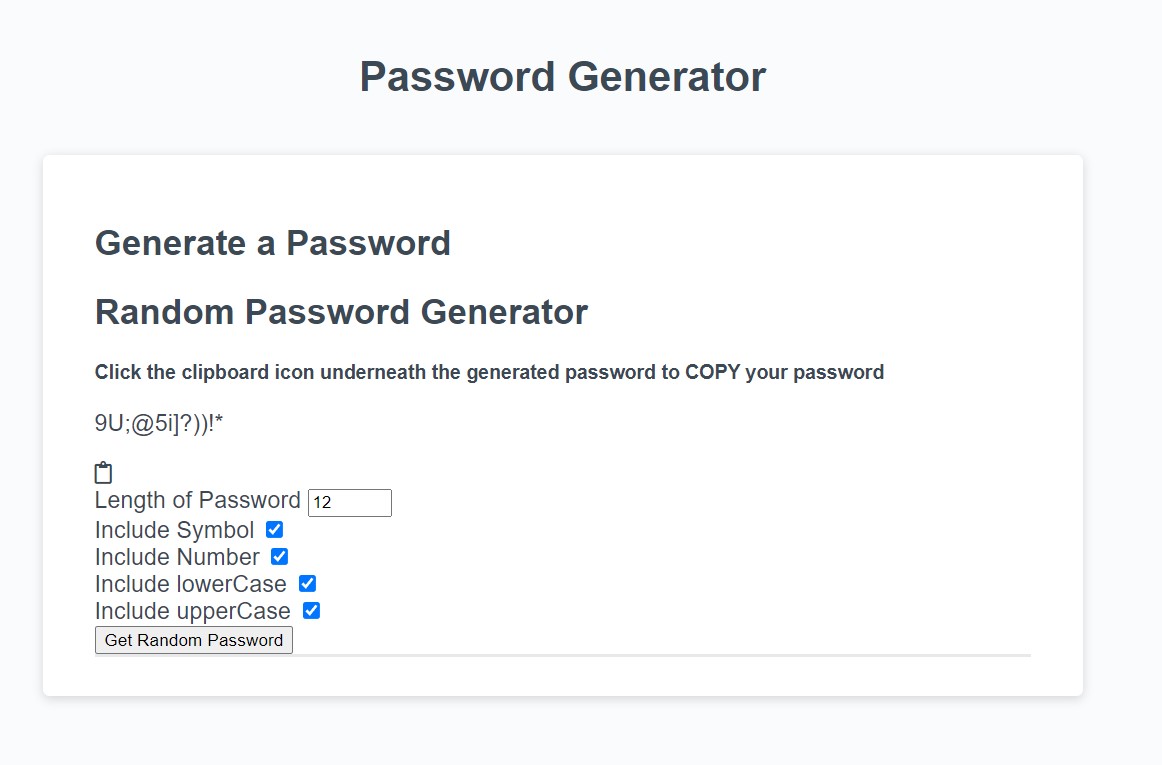 Password Generator
Generate a Password
Random Password Generator
Click the clipboard icon underneath the generated password to COPY your password
9U;@5i]?))!*
Length of Password 12
Include Symbol
Include Number
Include lowerCase
Include upperCase
Get Random Password